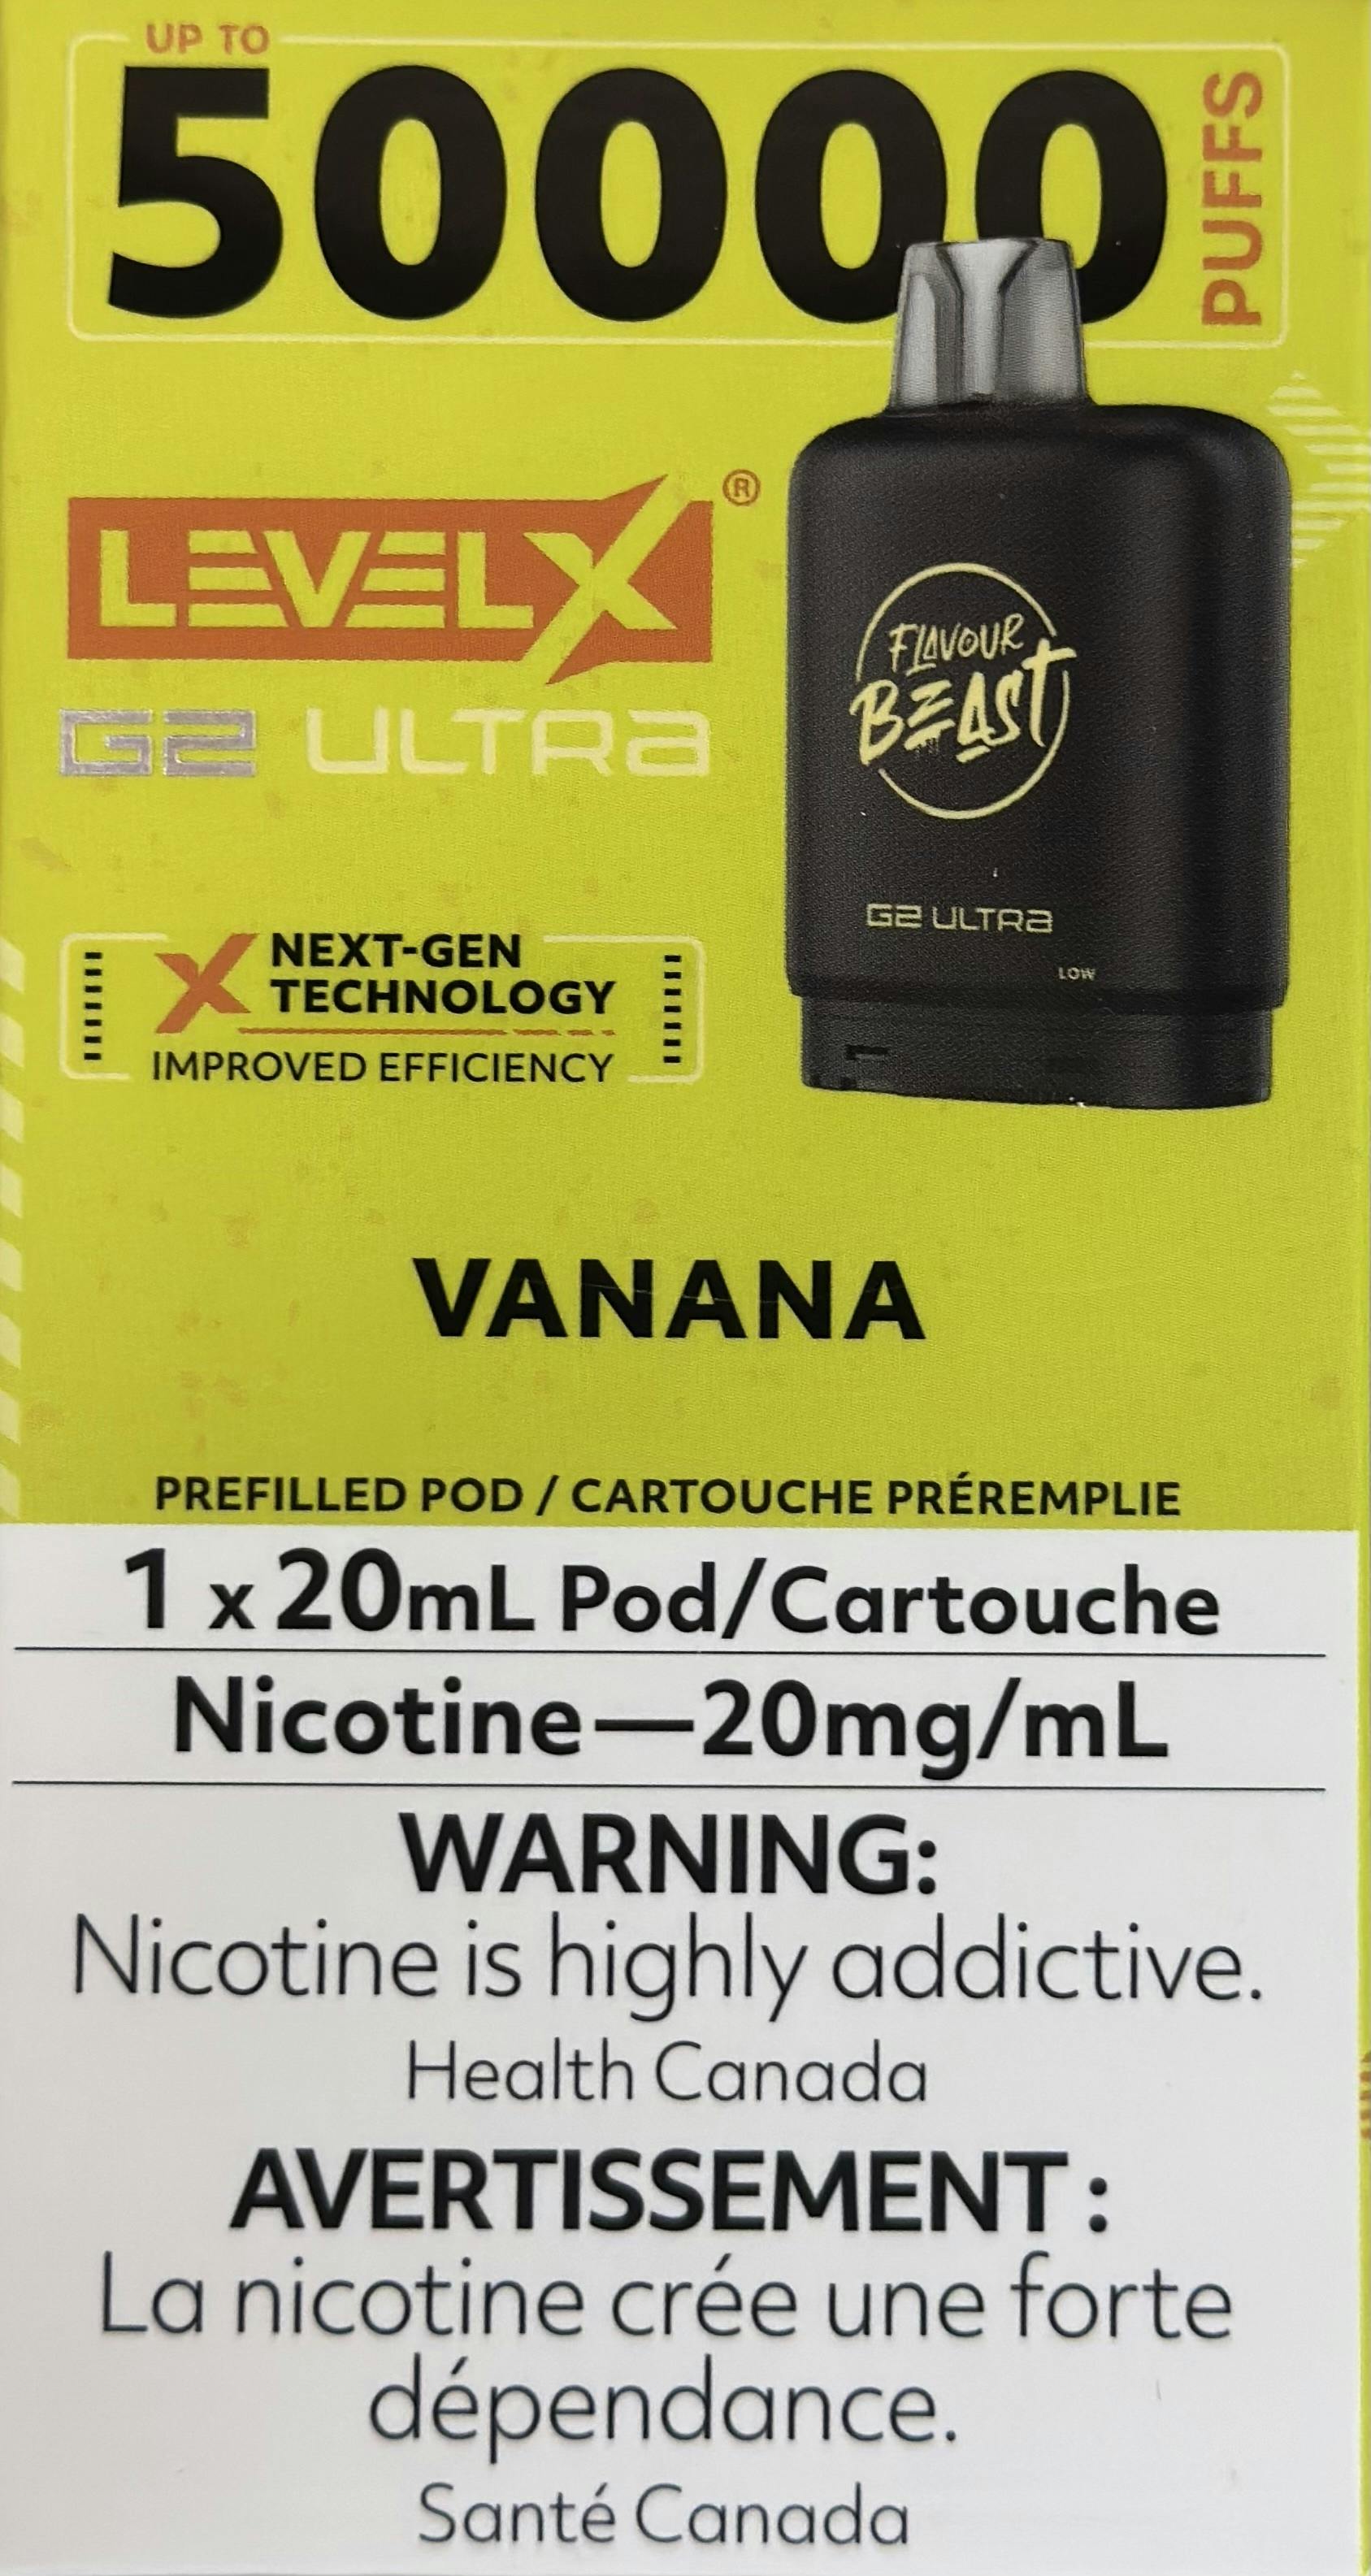 UP TO
50000
PUFFS
LEVELX®
G2 ULTRA
FLAVOUR
BEAST
G2 ULTRA
LOW
X NEXT-GEN
TECHNOLOGY
IMPROVED EFFICIENCY
VANANA
PREFILLED POD / CARTOUCHE PRÉREMPLIE
1 x 20mL Pod/Cartouche
Nicotine—20mg/mL
WARNING:
Nicotine is highly addictive.
Health Canada
AVERTISSEMENT :
La nicotine crée une forte
dépendance.
Santé Canada